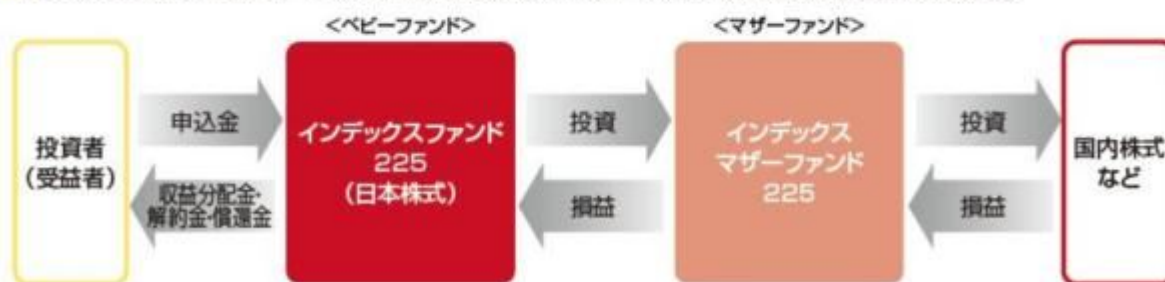 <ベビーファンド>
<マザーファンド>
投資者
(受益者)
申込金
収益分配金・
解約金・償還金
インデックスファンド
225
(日本株式)
投資
損益
インデックス
マザーファンド
225
投資
損益
国内株式
など